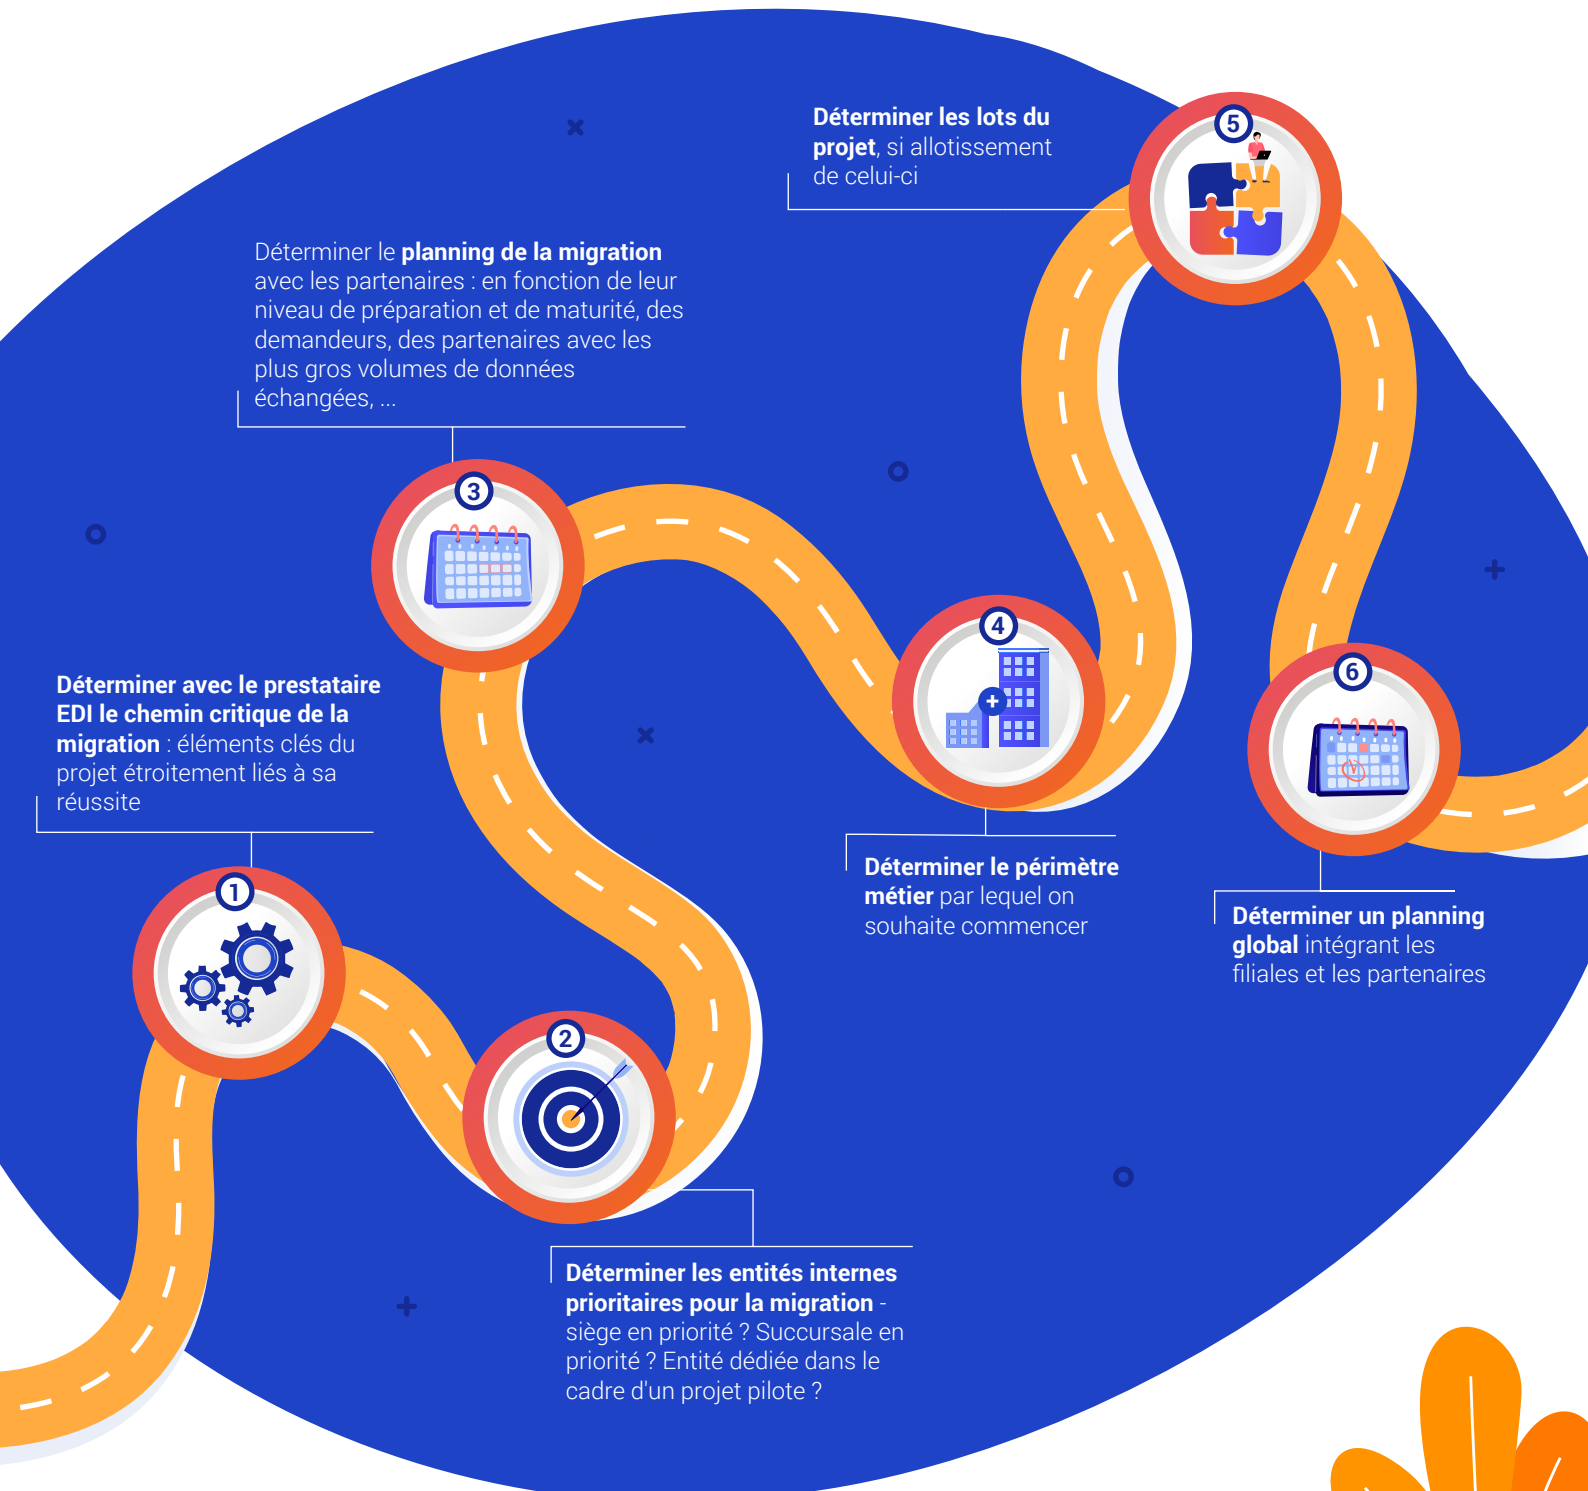 1
Déterminer avec le prestataire
EDI le chemin critique de la
migration : éléments clés du
projet étroitement liés à sa
réussite
2
Déterminer les entités internes
prioritaires pour la migration -
siège en priorité ? Succursale en
priorité ? Entité dédiée dans le
cadre d'un projet pilote ?
3
Déterminer le planning de la migration
avec les partenaires : en fonction de leur
niveau de préparation et de maturité, des
demandeurs, des partenaires avec les
plus gros volumes de données
échangées, ...
4
Déterminer le périmètre
métier par lequel on
souhaite commencer
5
Déterminer les lots du
projet, si allotissement
de celui-ci
6
Déterminer un planning
global intégrant les
filiales et les partenaires